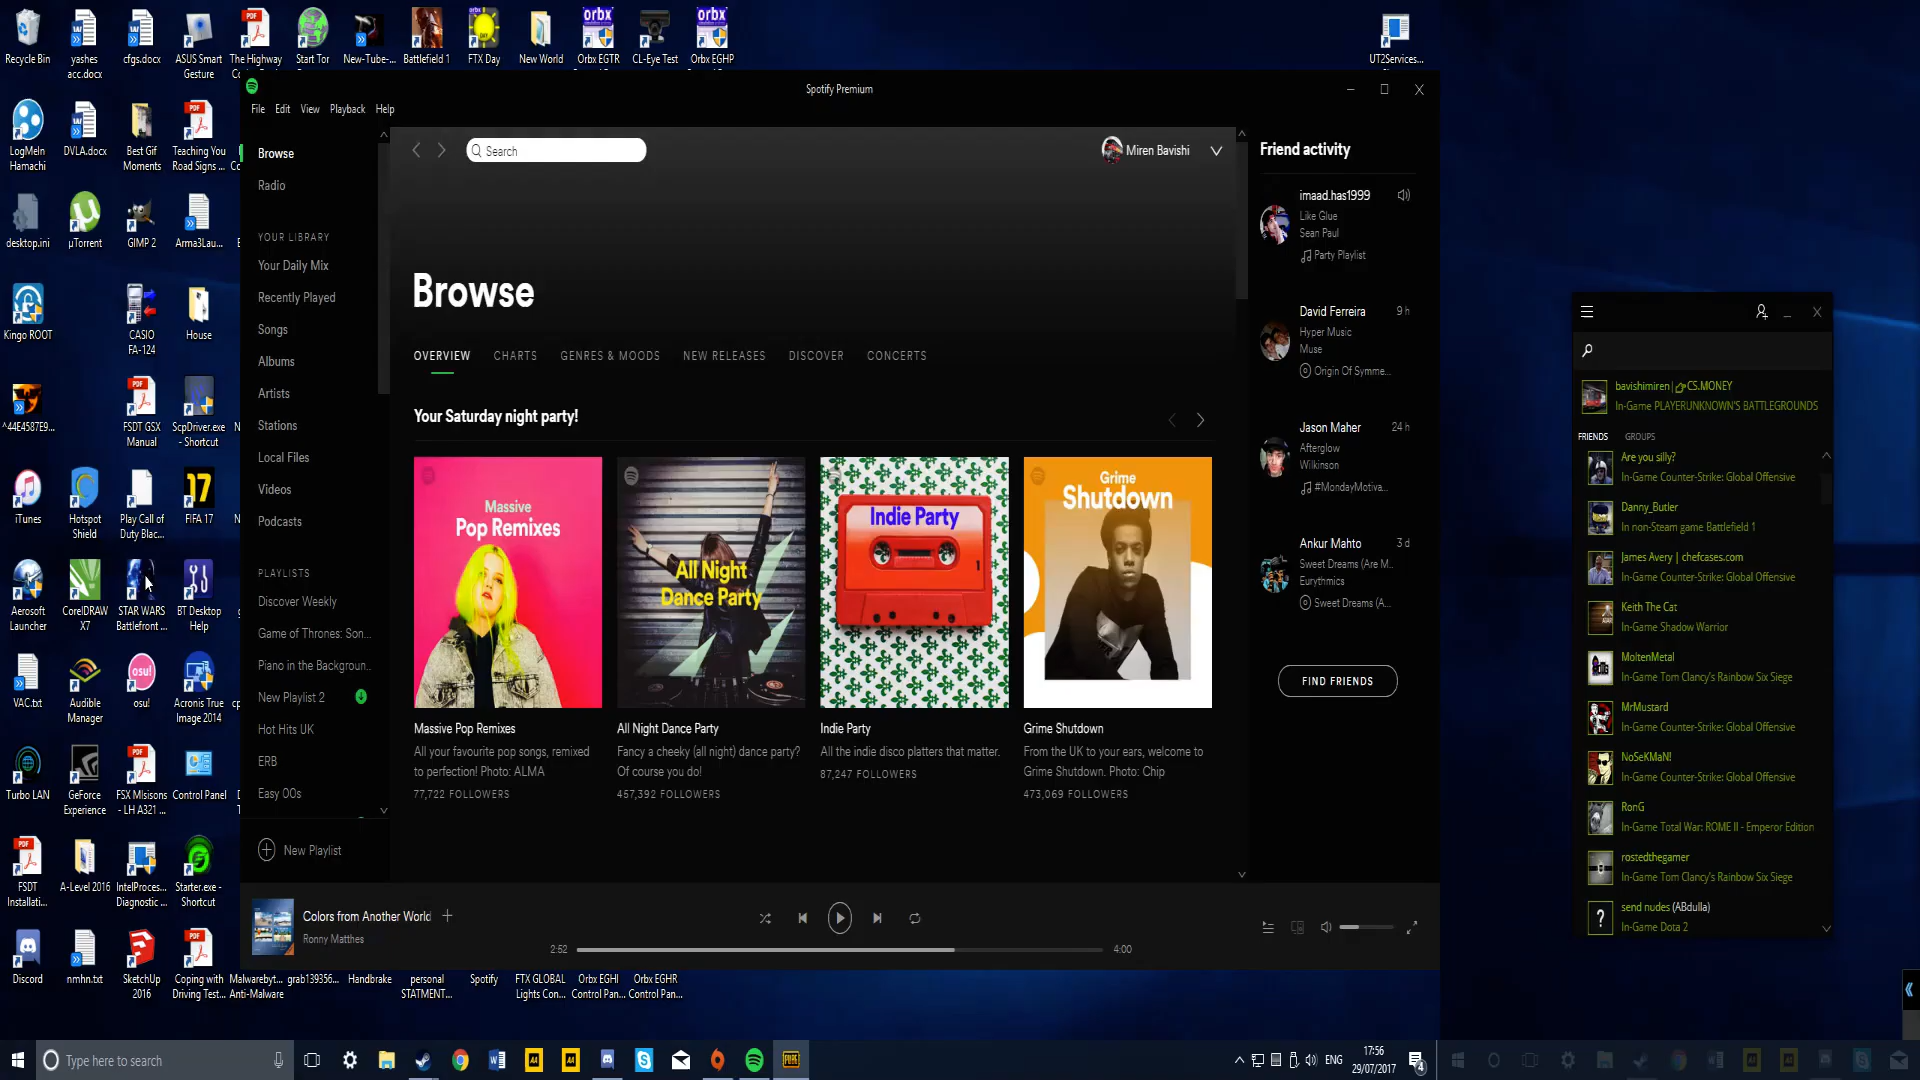 Recycle Bin
yashes acc.docx
cfgs.docx
ASUS Smart Gesture
The Highway
Start Tor
New-Tube-...
Battlefield 1
FTX Day
New World
Orbx EGTR
CL-Eye Test
Orbx EGHP
UT2Services...
LogMeIn Hamachi
DVLA.docx
Best Gif Moments
Teaching You Road Signs ...
desktop.ini
µTorrent
GIMP 2
Arma3Lau...
Kingo ROOT
CASIO FA-124
House
^44E4587E9...
FSDT GSX Manual
ScpDriver.exe - Shortcut
iTunes
Hotspot Shield
Play Call of Duty Blac...
FIFA 17
Aerosoft Launcher
CorelDRAW X7
STAR WARS Battlefront ...
BT Desktop Help
VAC.txt
Audible Manager
osu!
Acronis True Image 2014
Turbo LAN
GeForce Experience
FSX MIsisons - LH A321 ...
Control Panel
FSDT Installati...
A-Level 2016
IntelProces... Diagnostic ...
Starter.exe - Shortcut
Discord
nmhn.txt
SketchUp 2016
Coping with Driving Test...
Malwarebyt... Anti-Malware
grab139356...
Handbrake
personal STATMENT...
Spotify
FTX GLOBAL Lights Con...
Orbx EGHI Control Pan...
Orbx EGHR Control Pan...
Spotify Premium
File Edit View Playback Help
Browse
Radio
YOUR LIBRARY
Your Daily Mix
Recently Played
Songs
Albums
Artists
Stations
Local Files
Videos
Podcasts
PLAYLISTS
Discover Weekly
Game of Thrones: Son...
Piano in the Backgroun..
New Playlist 2
Hot Hits UK
ERB
Easy OOs
New Playlist
Search
Miren Bavishi
Browse
OVERVIEW CHARTS GENRES & MOODS NEW RELEASES DISCOVER CONCERTS
Your Saturday night party!
Massive
Pop Remixes
All Night
Dance Party
Indie Party
Grime
Shutdown
Massive Pop Remixes
All your favourite pop songs, remixed
to perfection! Photo: ALMA
77,722 FOLLOWERS
All Night Dance Party
Fancy a cheeky (all night) dance party?
Of course you do!
457,392 FOLLOWERS
Indie Party
All the indie disco platters that matter.
87,247 FOLLOWERS
Grime Shutdown
From the UK to your ears, welcome to
Grime Shutdown. Photo: Chip
473,069 FOLLOWERS
Friend activity
imaad.has1999
Like Glue
Sean Paul
Party Playlist
David Ferreira 9 h
Hyper Music
Muse
Origin Of Symme...
Jason Maher 24 h
Afterglow
Wilkinson
#MondayMotiva...
Ankur Mahto 3 d
Sweet Dreams (Are M..
Eurythmics
Sweet Dreams (A...
FIND FRIENDS
Colors from Another World
Ronny Matthes
2:52
4:00
bavishimiren | CS.MONEY
In-Game PLAYERUNKNOWN'S BATTLEGROUNDS
FRIENDS GROUPS
Are you silly?
In-Game Counter-Strike: Global Offensive
Danny_Butler
In non-Steam game Battlefield 1
James Avery | chefcases.com
In-Game Counter-Strike: Global Offensive
Keith The Cat
In-Game Shadow Warrior
MoltenMetal
In-Game Tom Clancy's Rainbow Six Siege
MrMustard
In-Game Counter-Strike: Global Offensive
NoSeKMaN!
In-Game Counter-Strike: Global Offensive
RonG
In-Game Total War: ROME II - Emperor Edition
rostedthegamer
In-Game Tom Clancy's Rainbow Six Siege
send nudes (ABdulla)
In-Game Dota 2
Type here to search
ENG
17:56
29/07/2017
4